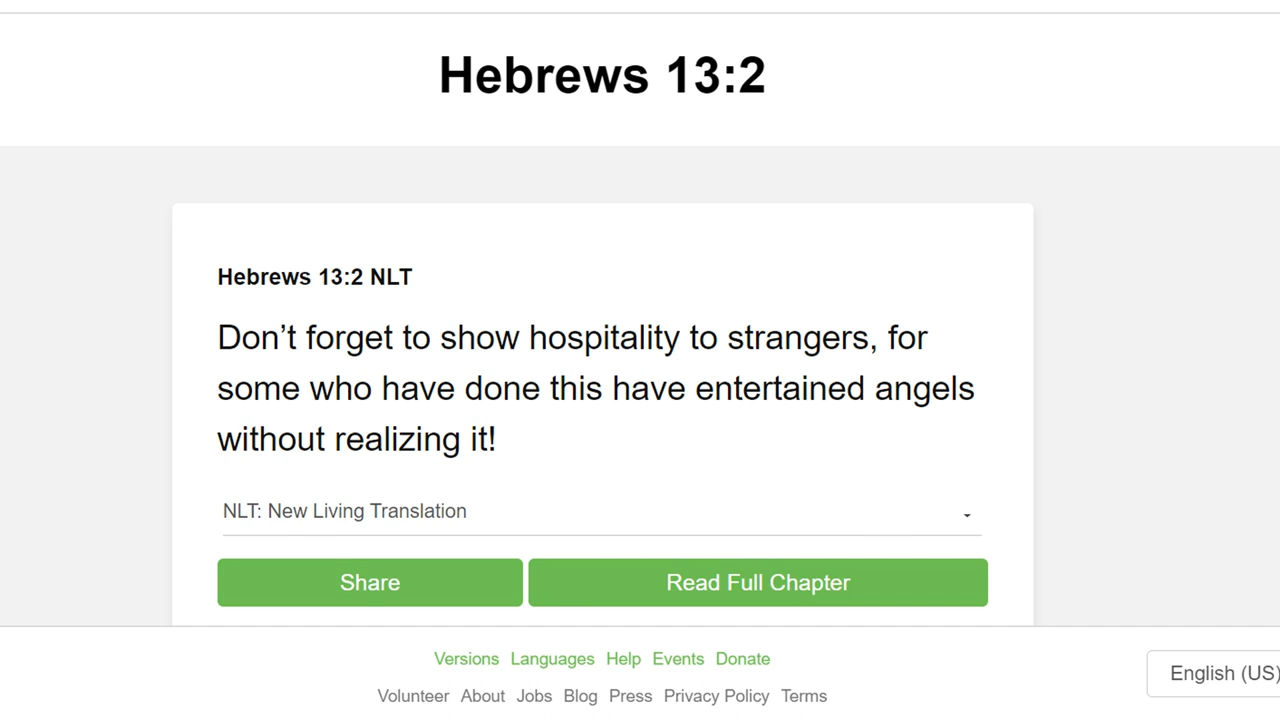 Hebrews 13:2
Hebrews 13:2 NLT
Don’t forget to show hospitality to strangers, for
some who have done this have entertained angels
without realizing it!
NLT: New Living Translation
Share Read Full Chapter
Versions Languages Help Events Donate
English (US)
Volunteer About Jobs Blog Press Privacy Policy Terms